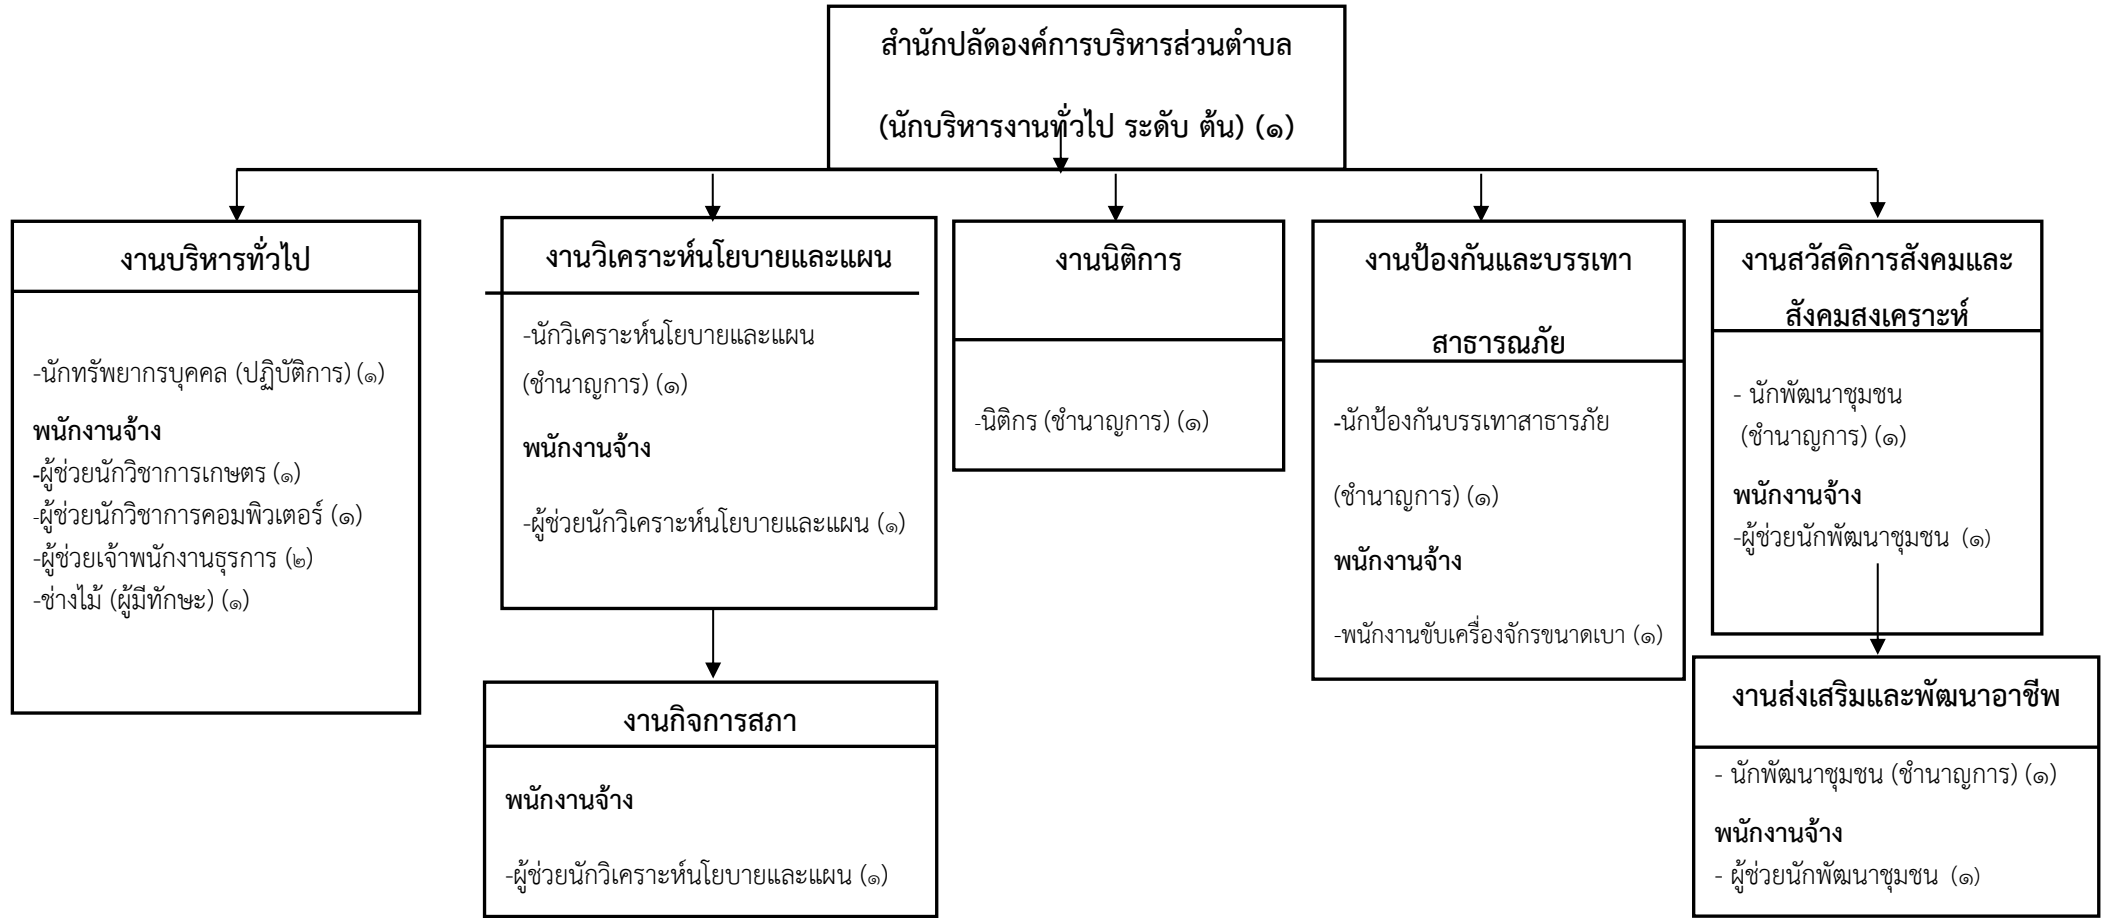 สำนักปลัดองค์การบริหารส่วนตำบล
(นักบริหารงานทั่วไป ระดับ ต้น) (๑)
งานบริหารทั่วไป
-นักทรัพยากรบุคคล (ปฏิบัติการ) (๑)
พนักงานจ้าง
-ผู้ช่วยนักวิชาการเกษตร (๑)
-ผู้ช่วยนักวิชาการคอมพิวเตอร์ (๑)
-ผู้ช่วยเจ้าพนักงานธุรการ (๒)
-ช่างไม้ (ผู้มีทักษะ) (๑)
งานวิเคราะห์นโยบายและแผน
-นักวิเคราะห์นโยบายและแผน
(ชำนาญการ) (๑)
พนักงานจ้าง
-ผู้ช่วยนักวิเคราะห์นโยบายและแผน (๑)
งานกิจการสภา
พนักงานจ้าง
-ผู้ช่วยนักวิเคราะห์นโยบายและแผน (๑)
งานนิติการ
-นิติกร (ชำนาญการ) (๑)
งานป้องกันและบรรเทา
สาธารณภัย
-นักป้องกันบรรเทาสาธารภัย
(ชำนาญการ) (๑)
พนักงานจ้าง
-พนักงานขับเครื่องจักรขนาดเบา (๑)
งานสวัสดิการสังคมและ
สังคมสงเคราะห์
- นักพัฒนาชุมชน
(ชำนาญการ) (๑)
พนักงานจ้าง
-ผู้ช่วยนักพัฒนาชุมชน (๑)
งานส่งเสริมและพัฒนาอาชีพ
- นักพัฒนาชุมชน (ชำนาญการ) (๑)
พนักงานจ้าง
- ผู้ช่วยนักพัฒนาชุมชน (๑)